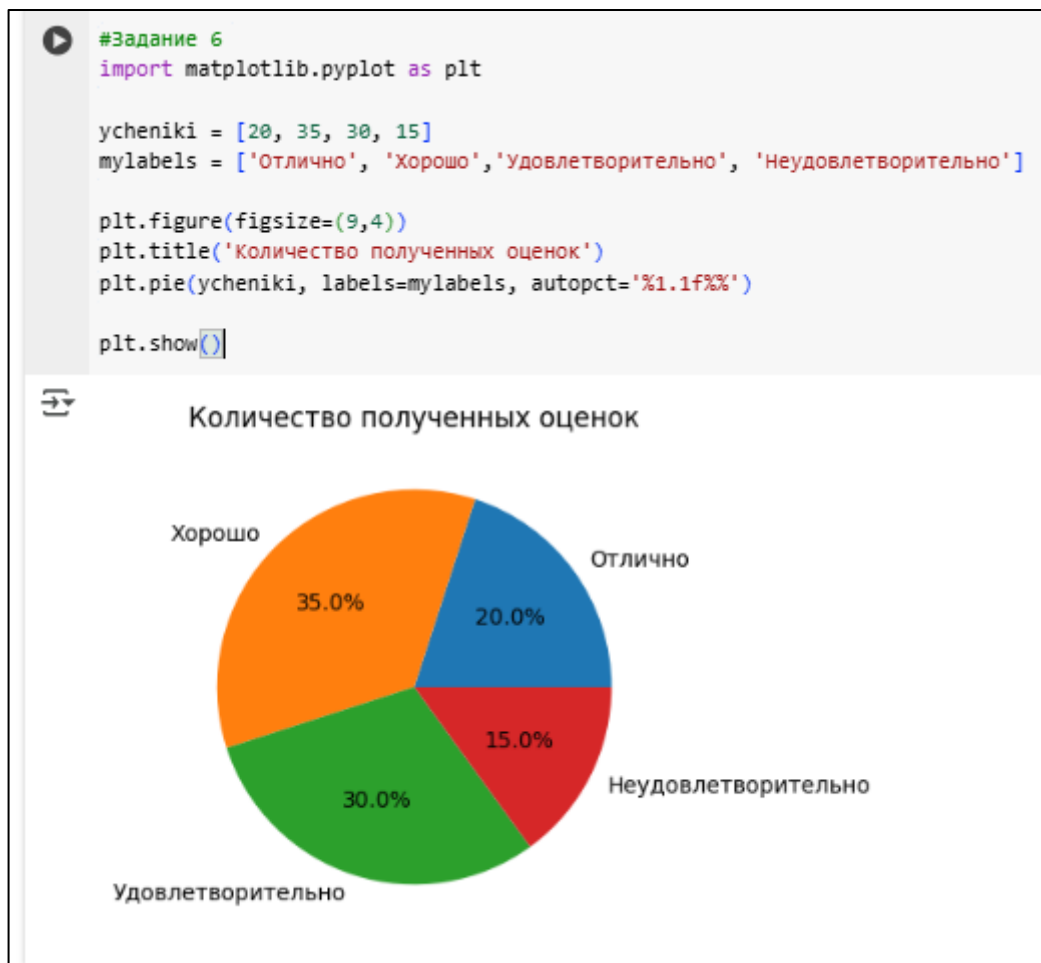 #Задание 6
import matplotlib.pyplot as plt
ycheniki = [20, 35, 30, 15]
mylabels = ['Отлично', 'Хорошо','Удовлетворительно', 'Неудовлетворительно']
plt.figure(figsize=(9,4))
plt.title('Количество полученных оценок')
plt.pie(ycheniki, labels=mylabels, autopct='%1.1f%%')
plt.show()
Количество полученных оценок
Хорошо
Отлично
35.0%
20.0%
15.0%
Неудовлетворительно
30.0%
Удовлетворительно